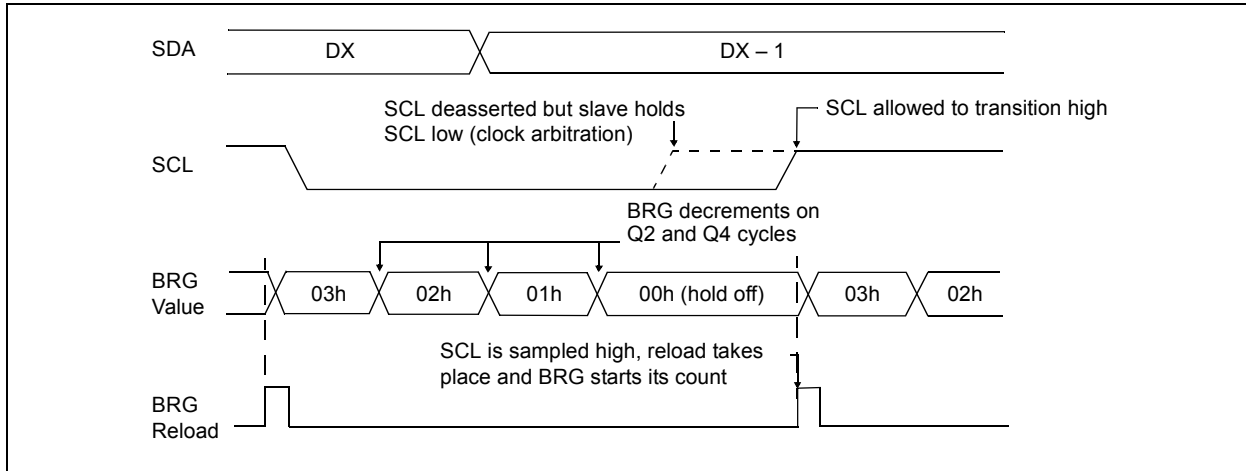 SDA
DX
DX – 1
SCL deasserted but slave holds
SCL low (clock arbitration)
SCL allowed to transition high
SCL
BRG decrements on
Q2 and Q4 cycles
BRG
Value
03h
02h
01h
00h (hold off)
03h
02h
SCL is sampled high, reload takes
place and BRG starts its count
BRG
Reload